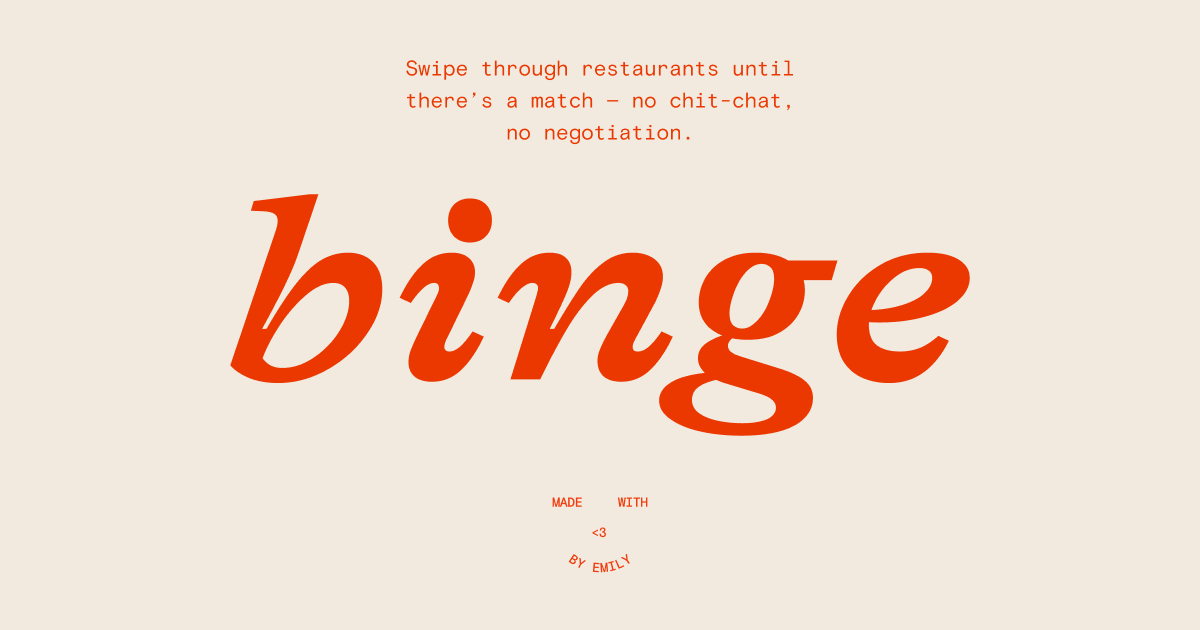 Swipe through restaurants until
there’s a match — no chit-chat,
no negotiation.
binge
MADE WITH
<3
BY EMILY